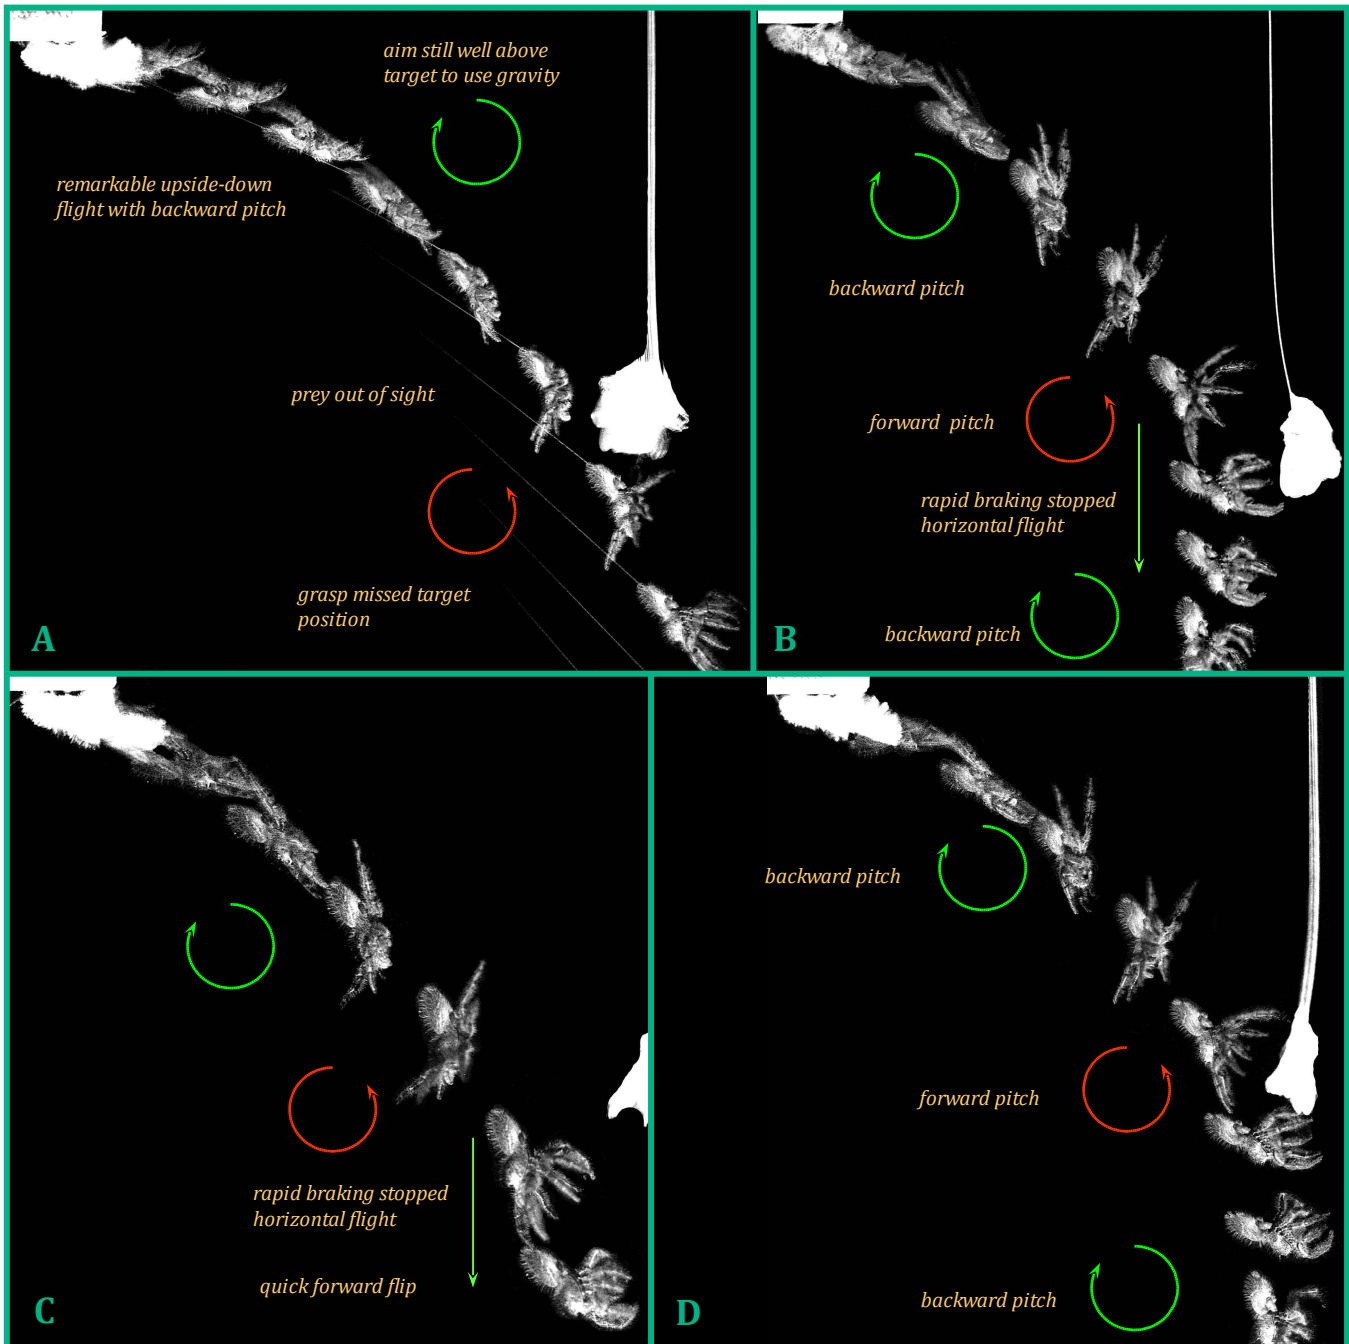 aim still well above
target to use gravity
remarkable upside-down
flight with backward pitch
prey out of sight
grasp missed target
position
A
backward pitch
forward pitch
rapid braking stopped
horizontal flight
backward pitch
B
rapid braking stopped
horizontal flight
quick forward flip
C
backward pitch
forward pitch
backward pitch
D